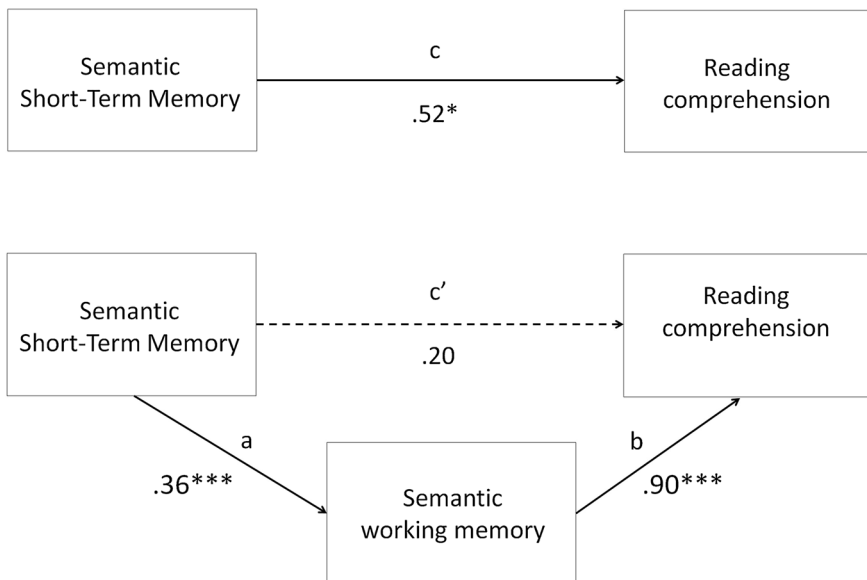 Semantic
Short-Term Memory
c
.52*
Reading
comprehension
Semantic
Short-Term Memory
c’
.20
Reading
comprehension
a
.36***
Semantic
working memory
b
.90***